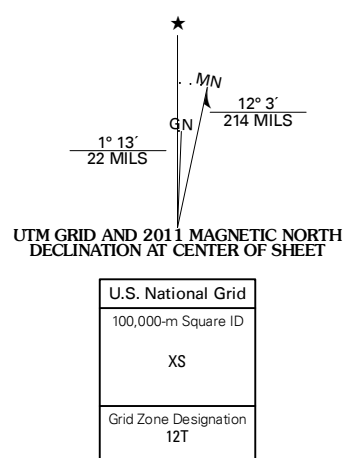 ★
MN
GN
12° 3´
214 MILS
1° 13´
22 MILS
UTM GRID AND 2011 MAGNETIC NORTH
DECLINATION AT CENTER OF SHEET
U.S. National Grid
100,000-m Square ID
XS
Grid Zone Designation
12T